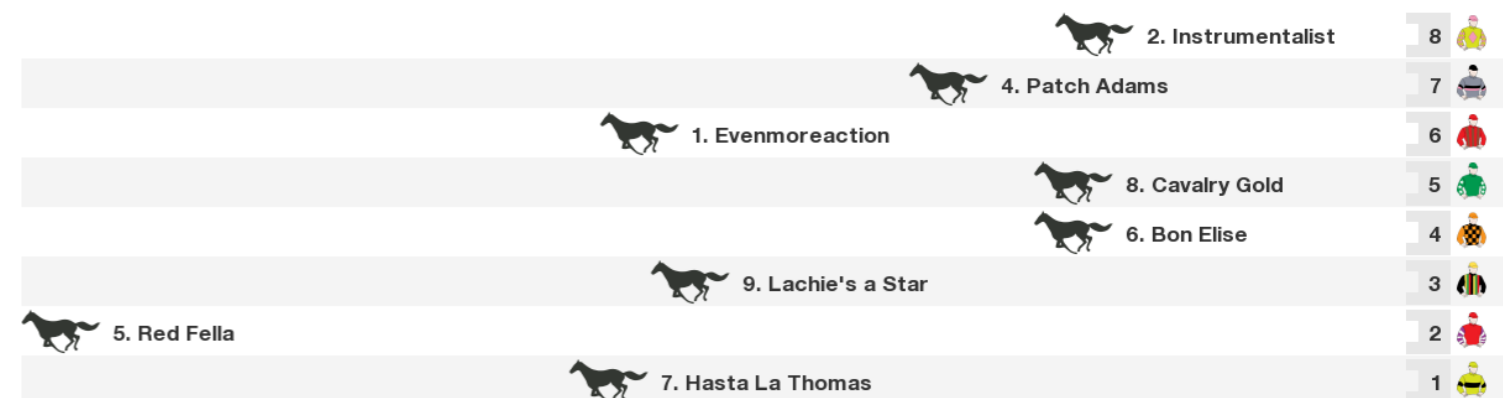 2. Instrumentalist 8
4. Patch Adams 7
1. Evenmoreaction 6
8. Cavalry Gold 5
6. Bon Elise 4
9. Lachie's a Star 3
5. Red Fella 2
7. Hasta La Thomas 1